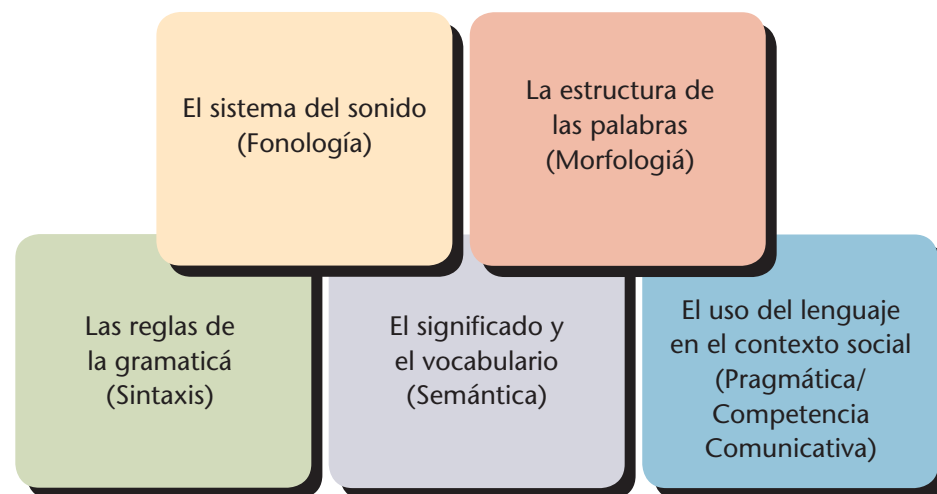 El sistema del sonido
(Fonología)
La estructura de
las palabras
(Morfologiá)
Las reglas de
la gramaticá
(Sintaxis)
El significado y
el vocabulario
(Semántica)
El uso del lenguaje
en el contexto social
(Pragmática/
Competencia
Comunicativa)